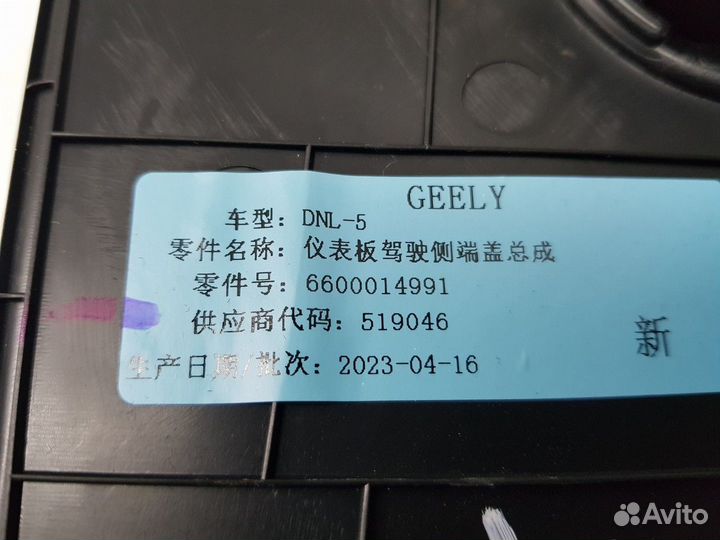 GEELY
车型: DNL-5
零件名称: 仪表板驾驶侧端盖总成
零件号: 6600014991
供应商代码: 519046
新
生产日期/批次: 2023-04-16
Avito